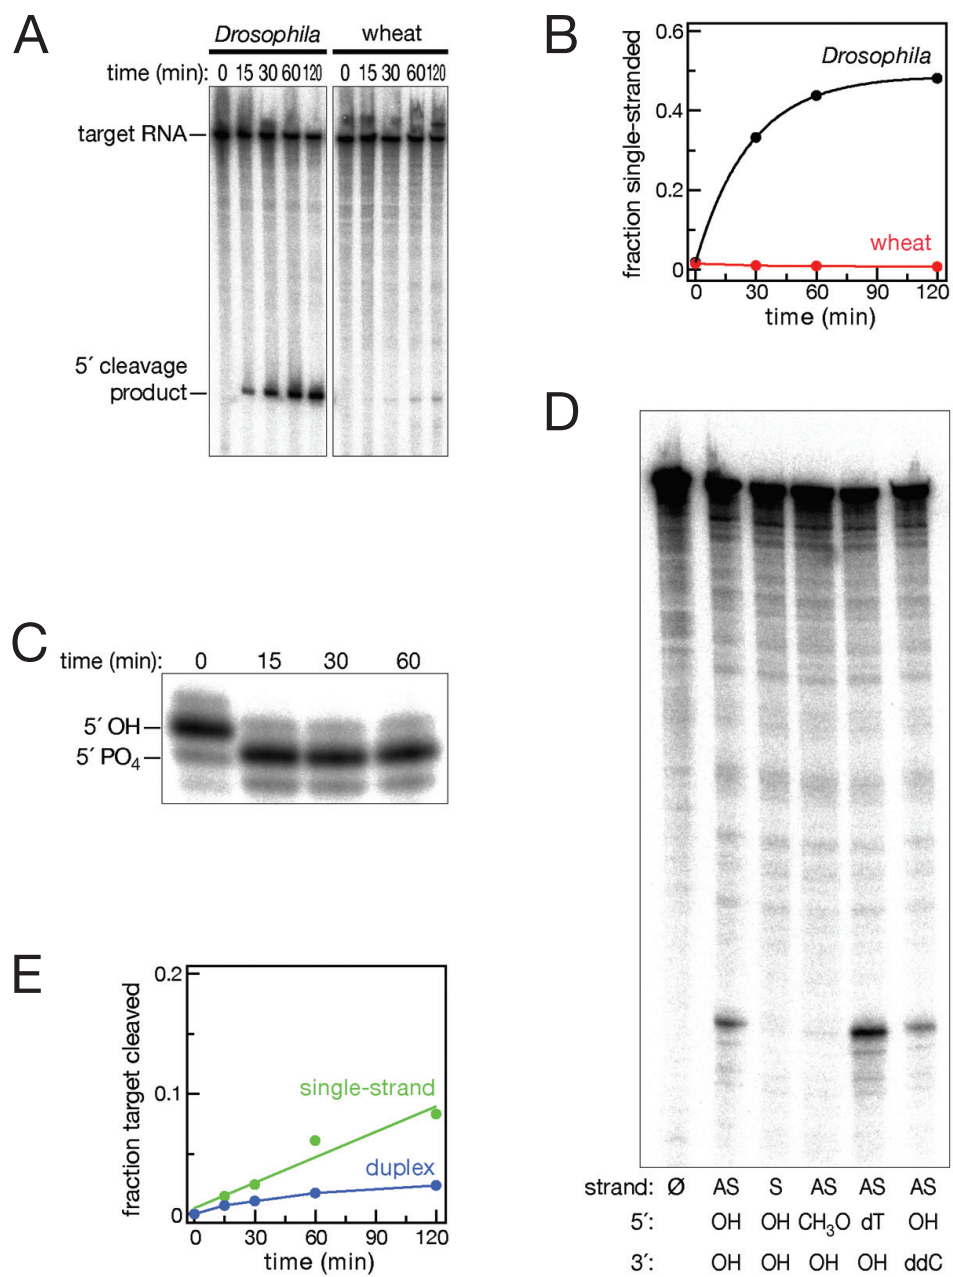 A
Drosophila wheat
time (min): 0 15 30 60 120 0 15 30 60 120
target RNA
5´ cleavage
product
B
fraction single-stranded
0.6
0.4
0.2
0
Drosophila
wheat
0 30 60 90 120
time (min)
C
time (min): 0 15 30 60
5´ OH
5´ PO₄
D
strand: Ø AS S AS AS AS
5´: OH OH CH₃O dT OH
3´: OH OH OH OH ddC
E
fraction target cleaved
0.2
0.1
0
single-strand
duplex
0 30 60 90 120
time (min)